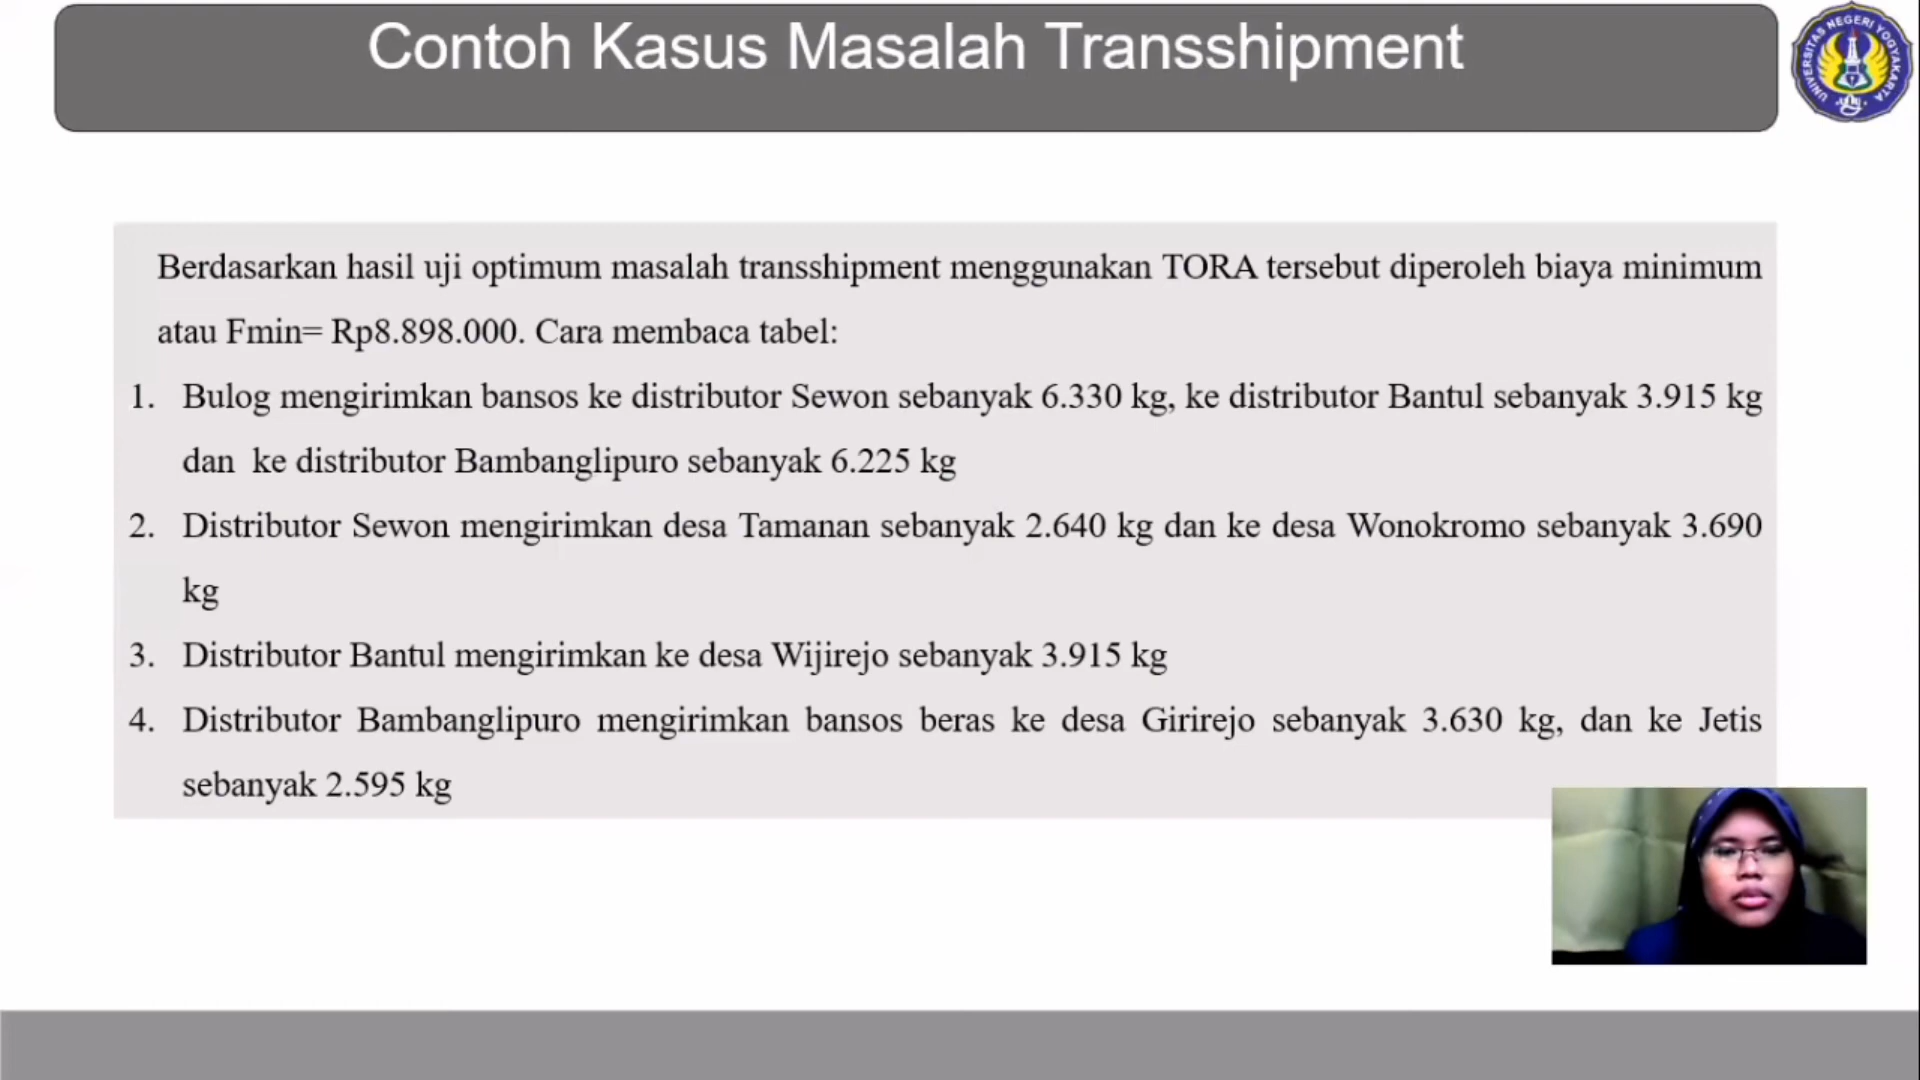 Contoh Kasus Masalah Transshipment
UNIVERSITAS NEGERI YOGYAKARTA
Berdasarkan hasil uji optimum masalah transshipment menggunakan TORA tersebut diperoleh biaya minimum
atau Fmin= Rp8.898.000. Cara membaca tabel:
1. Bulog mengirimkan bansos ke distributor Sewon sebanyak 6.330 kg, ke distributor Bantul sebanyak 3.915 kg
dan ke distributor Bambanglipuro sebanyak 6.225 kg
2. Distributor Sewon mengirimkan desa Tamanan sebanyak 2.640 kg dan ke desa Wonokromo sebanyak 3.690
kg
3. Distributor Bantul mengirimkan ke desa Wijirejo sebanyak 3.915 kg
4. Distributor Bambanglipuro mengirimkan bansos beras ke desa Girirejo sebanyak 3.630 kg, dan ke Jetis
sebanyak 2.595 kg